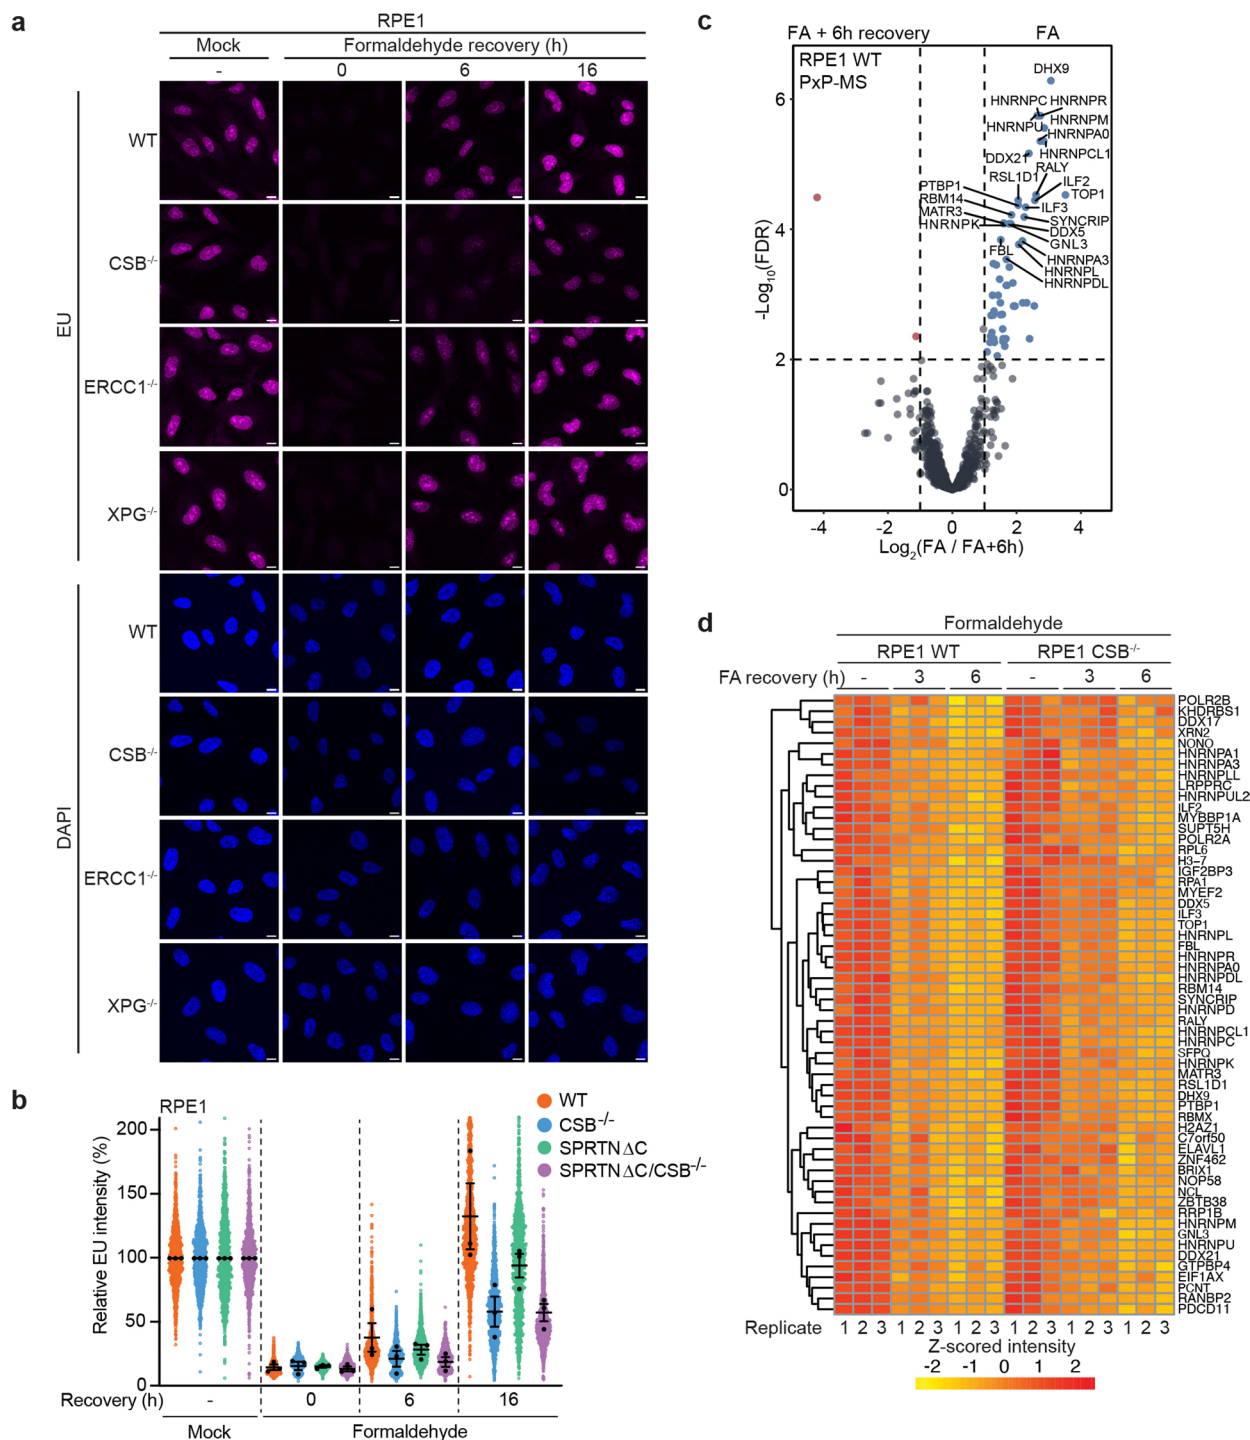 a
RPE1
Mock
Formaldehyde recovery (h)
-
0
6
16
EU
WT
CSB-/-
ERCC1-/-
XPG-/-
DAPI
WT
CSB-/-
ERCC1-/-
XPG-/-
b
RPE1
WT
CSB-/-
SPRTNΔC
SPRTNΔC/CSB-/-
Relative EU intensity (%)
200
150
100
50
0
Recovery (h)
-
0
6
16
Mock
Formaldehyde
c
FA + 6h recovery
FA
RPE1 WT
PxP-MS
DHX9
HNRNPC
HNRNPR
HNRNPU
HNRNPM
HNRNPA0
DDX21
HNRNPCL1
RALY
RSL1D1
PTBP1
ILF2
RBM14
TOP1
MATR3
ILF3
HNRNPK
SYNCRIP
DDX5
GNL3
FBL
HNRNPA3
HNRNPL
HNRNPDL
-Log10(FDR)
6
4
2
0
-4
-2
0
2
4
Log2(FA / FA+6h)
d
Formaldehyde
RPE1 WT
RPE1 CSB-/-
FA recovery (h)
-
3
6
-
3
6
POLR2B
KHDRBS1
DDX17
XRN2
NONO
HNRNPA1
HNRNPA3
HNRNPLL
LRPPRC
HNRNPUL2
ILF2
MYBBP1A
SUPT5H
POLR2A
RPL6
H3-7
IGF2BP3
RPA1
MYEF2
DDX5
ILF3
TOP1
HNRNPL
FBL
HNRNPR
HNRNPA0
HNRNPDL
RBM14
SYNCRIP
HNRNPD
RALY
HNRNPCL1
HNRNPC
SFPQ
HNRNPK
MATR3
RSL1D1
DHX9
PTBP1
RBMX
H2AZ1
C7orf50
ELAVL1
ZNF462
BRIX1
NOP58
NCL
ZBTB38
RRP1B
HNRNPM
GNL3
HNRNPU
DDX21
GTPBP4
EIF1AX
PCNT
RANBP2
PDCD11
Replicate 1 2 3 1 2 3 1 2 3 1 2 3 1 2 3 1 2 3
Z-scored intensity
-2 -1 0 1 2